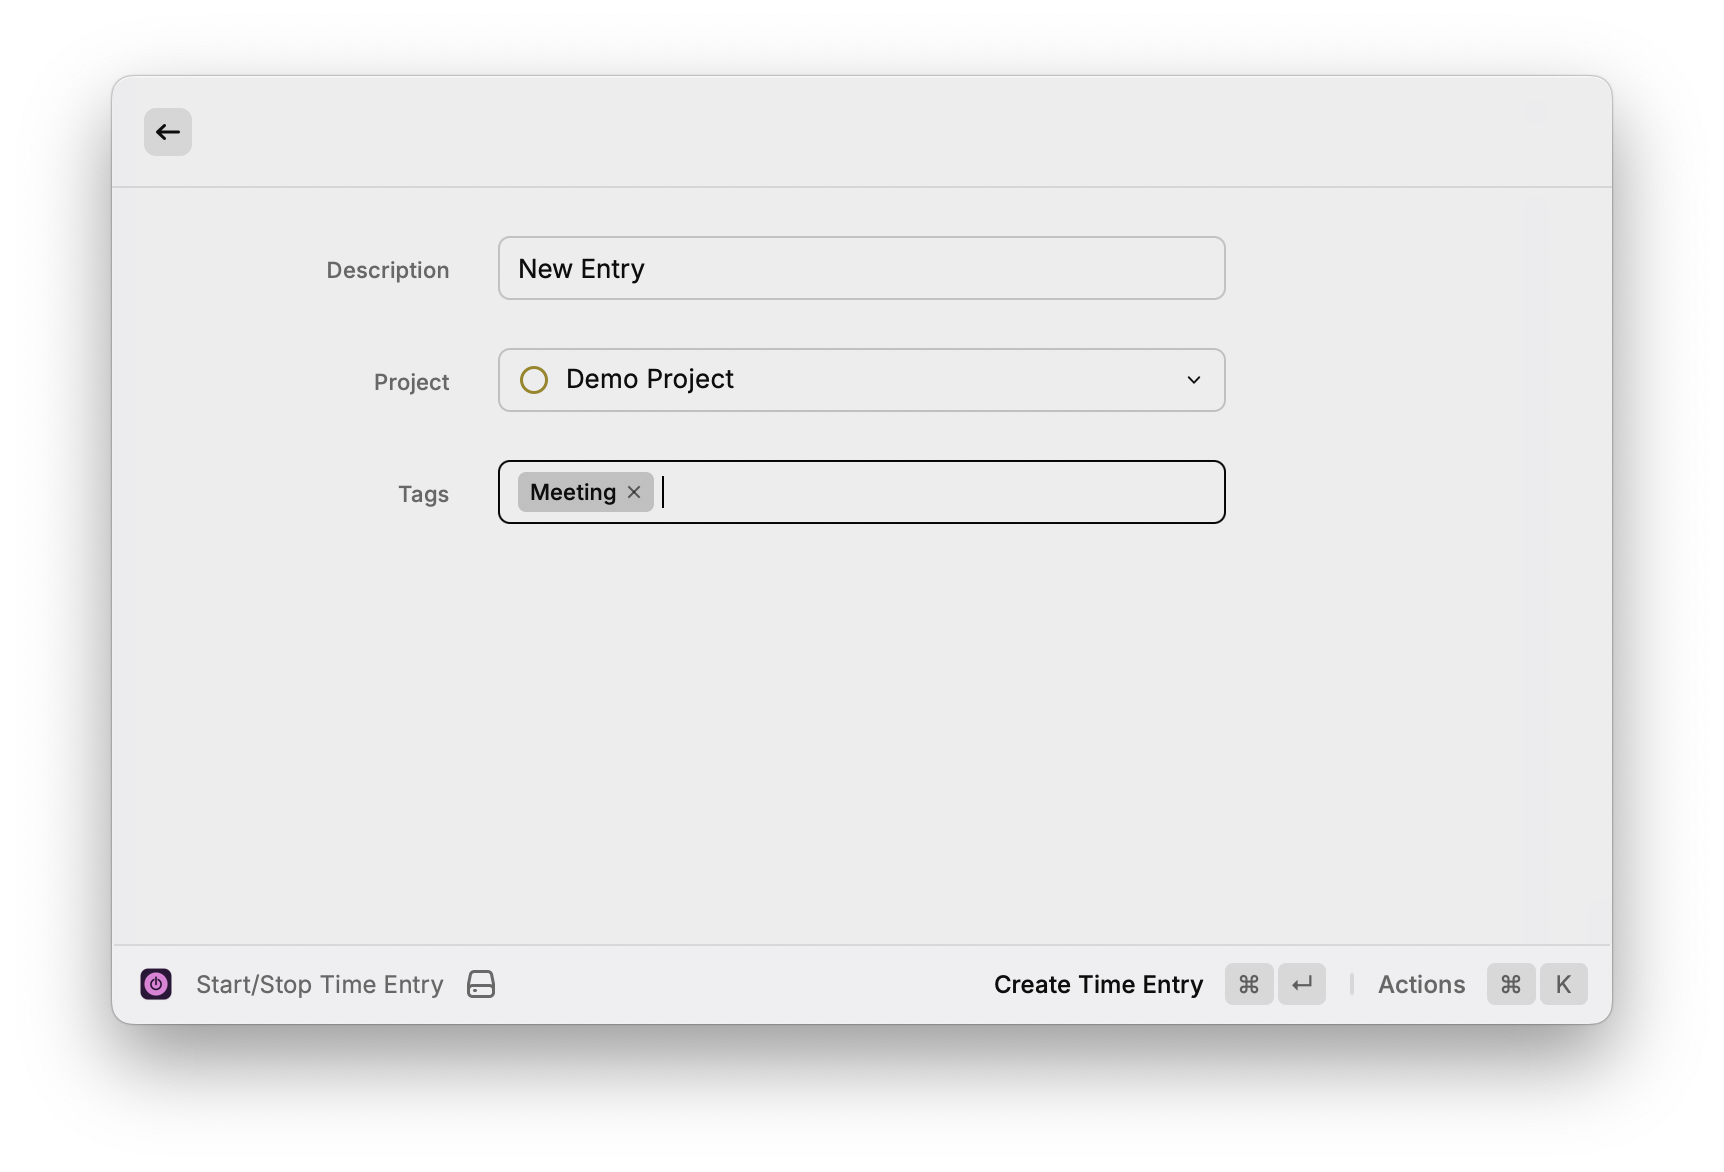 Description
New Entry
Project
Demo Project
Tags
Meeting ×
Start/Stop Time Entry
Create Time Entry ⌘ ↵ | Actions ⌘ K